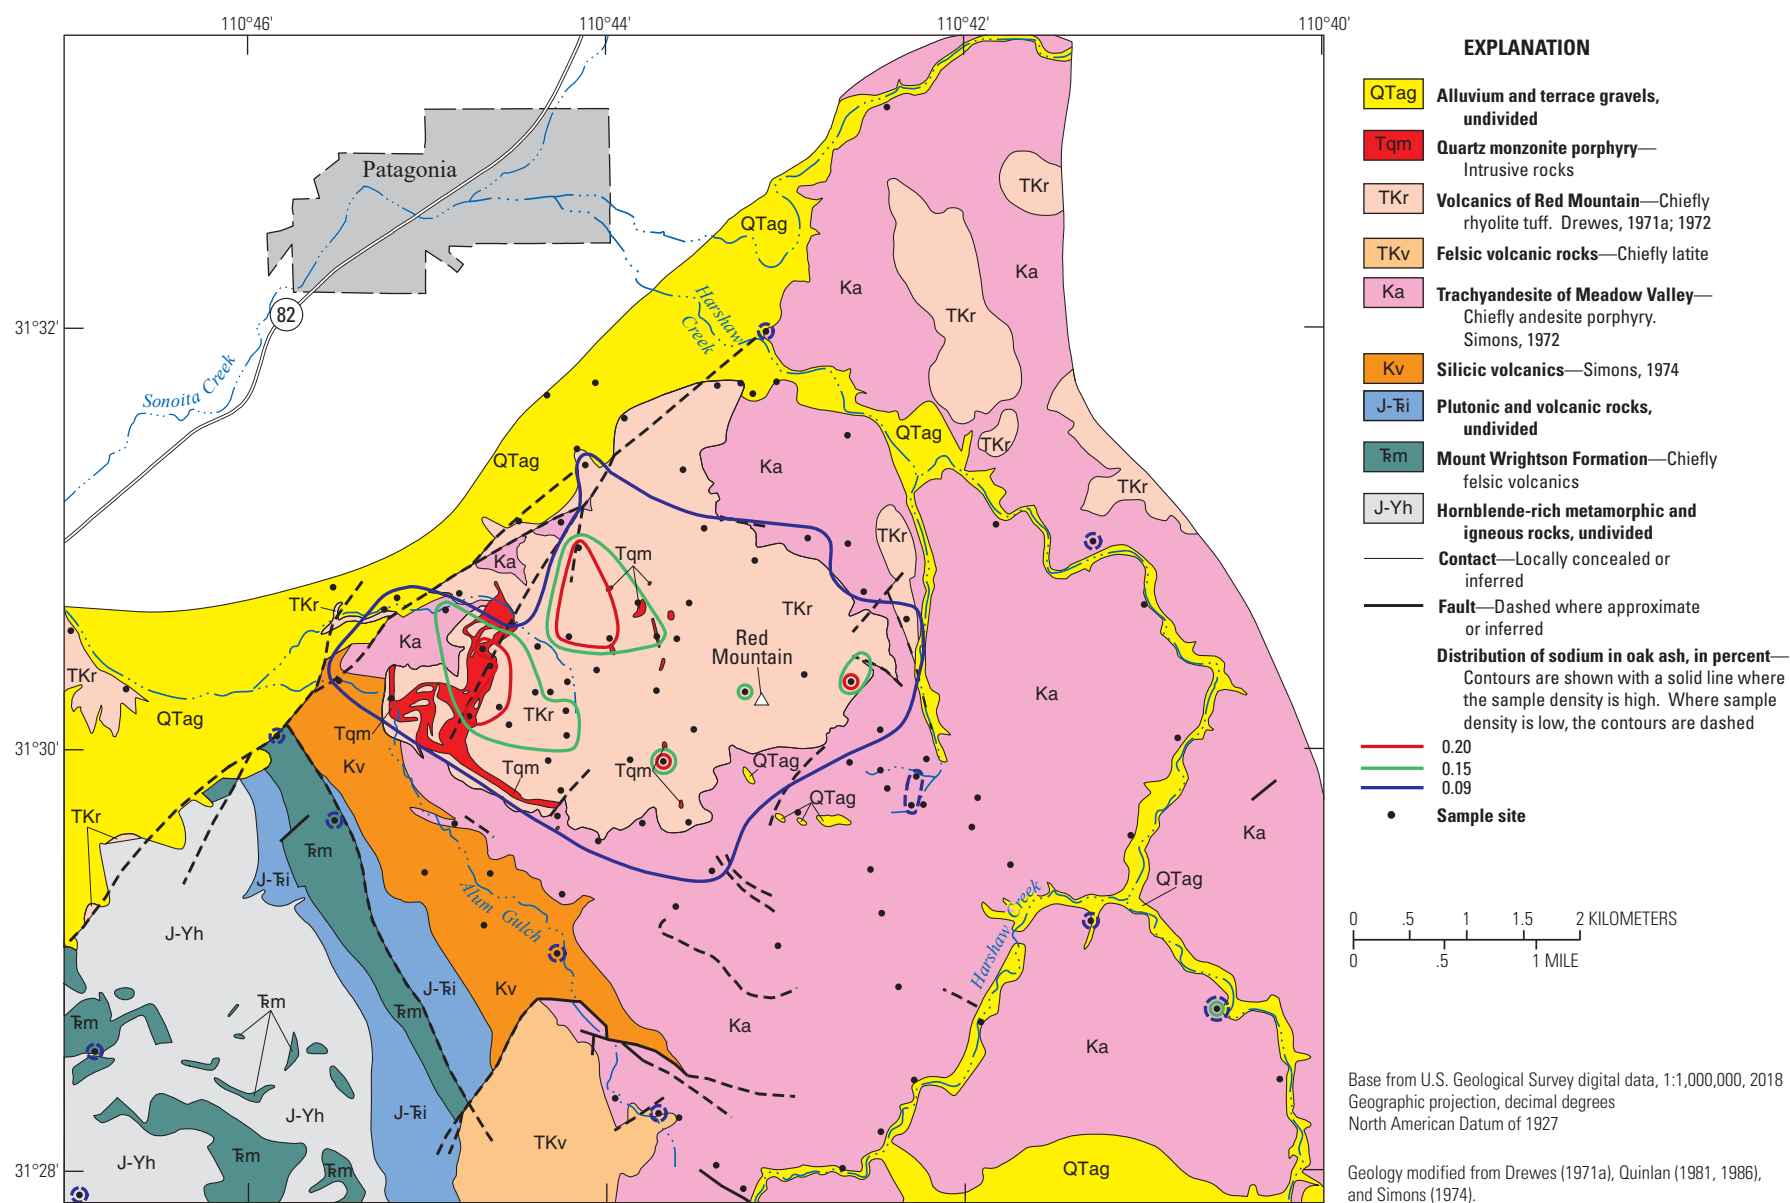 110°46'
110°44'
110°42'
110°40'
31°32'
31°30'
31°28'
Patagonia
82
Sonoita Creek
Harshaw
Creek
QTag
TKr
Ka
TKr
Ka
TKr
QTag
TKr
TKr
QTag
Ka
TKr
Ka
Tqm
TKr
TKr
Ka
Red
Mountain
Ka
TKr
QTag
TKr
Tqm
Kv
Tqm
Tqm
QTag
QTag
TKr
Ka
Ŧm
J-Ŧi
Alum Gulch
QTag
Harshaw Creek
J-Yh
J-Ŧi
Kv
Ŧm
Ŧm
Ŧm
Ka
Ka
J-Yh
J-Ŧi
J-Yh
Ŧm
Ŧm
TKv
QTag
EXPLANATION
QTag Alluvium and terrace gravels,
undivided
Tqm Quartz monzonite porphyry—
Intrusive rocks
TKr Volcanics of Red Mountain—Chiefly
rhyolite tuff. Drewes, 1971a; 1972
TKv Felsic volcanic rocks—Chiefly latite
Ka Trachyandesite of Meadow Valley—
Chiefly andesite porphyry.
Simons, 1972
Kv Silicic volcanics—Simons, 1974
J-Ŧi Plutonic and volcanic rocks,
undivided
Ŧm Mount Wrightson Formation—Chiefly
felsic volcanics
J-Yh Hornblende-rich metamorphic and
igneous rocks, undivided
Contact—Locally concealed or
inferred
Fault—Dashed where approximate
or inferred
Distribution of sodium in oak ash, in percent—
Contours are shown with a solid line where
the sample density is high. Where sample
density is low, the contours are dashed
0.20
0.15
0.09
Sample site
0 .5 1 1.5 2 KILOMETERS
0 .5 1 MILE
Base from U.S. Geological Survey digital data, 1:1,000,000, 2018
Geographic projection, decimal degrees
North American Datum of 1927
Geology modified from Drewes (1971a), Quinlan (1981, 1986),
and Simons (1974).